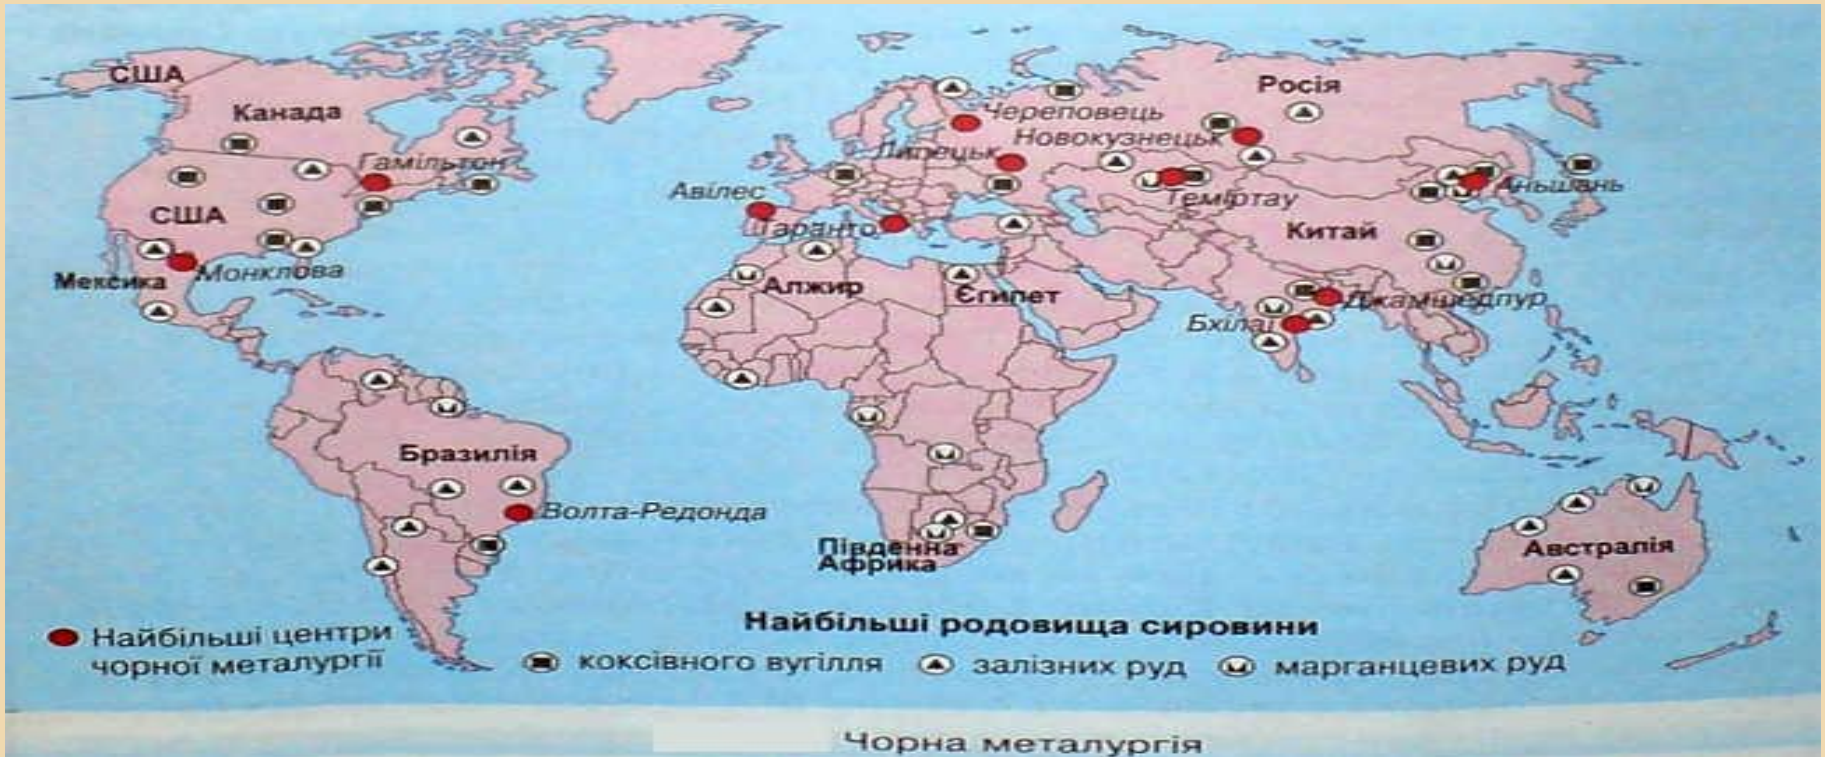 США
Канада
Гамільтон
США
Мексика
Монклова
Бразилія
Волта-Редонда
Росія
Череповець
Новокузнецьк
Липецьк
Авілес
Таранто
Теміртау
Аньшань
Китай
Алжир
Єгипет
Джамшедпур
Бхілаї
Південна
Африка
Австралія
Найбільші центри
чорної металургії
Найбільші родовища сировини
коксівного вугілля
залізних руд
марганцевих руд
Чорна металургія